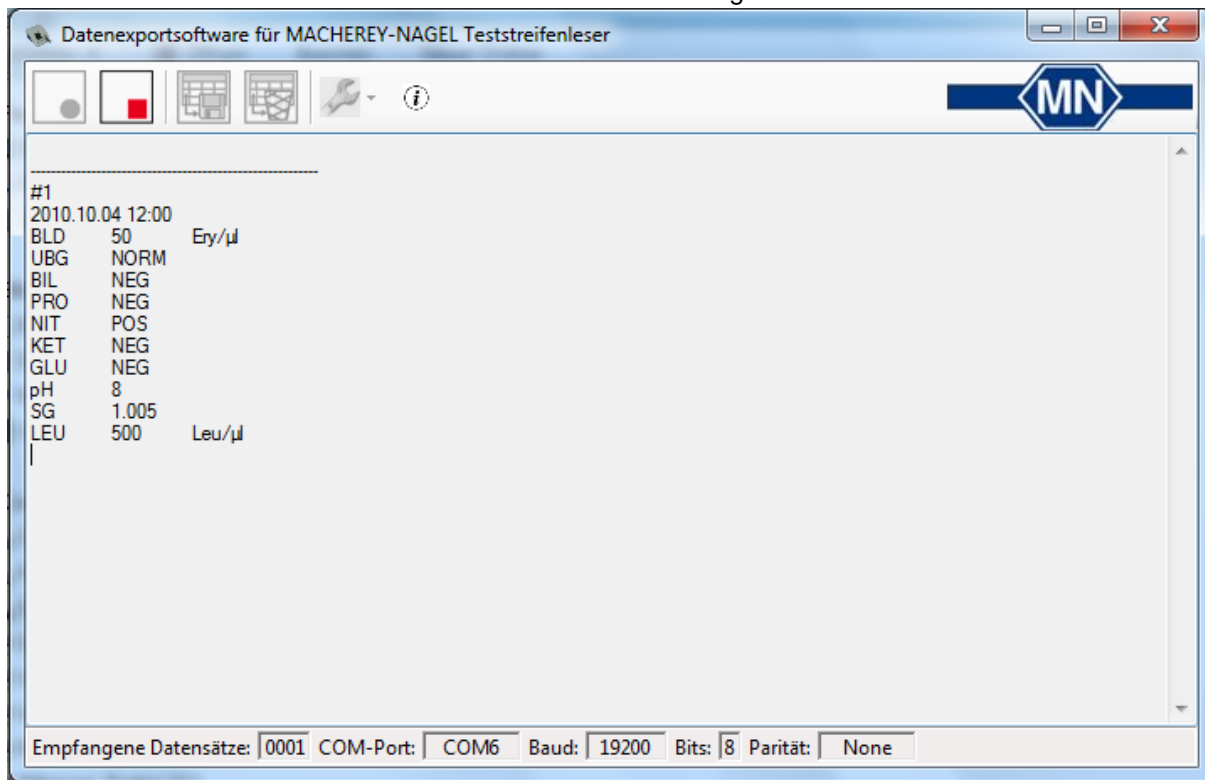 Datenexportsoftware für MACHEREY-NAGEL Teststreifenleser
MN
#1
2010.10.04 12:00
BLD 50 Ery/µl
UBG NORM
BIL NEG
PRO NEG
NIT POS
KET NEG
GLU NEG
pH 8
SG 1.005
LEU 500 Leu/µl
Empfangene Datensätze: 0001 COM-Port: COM6 Baud: 19200 Bits: 8 Parität: None